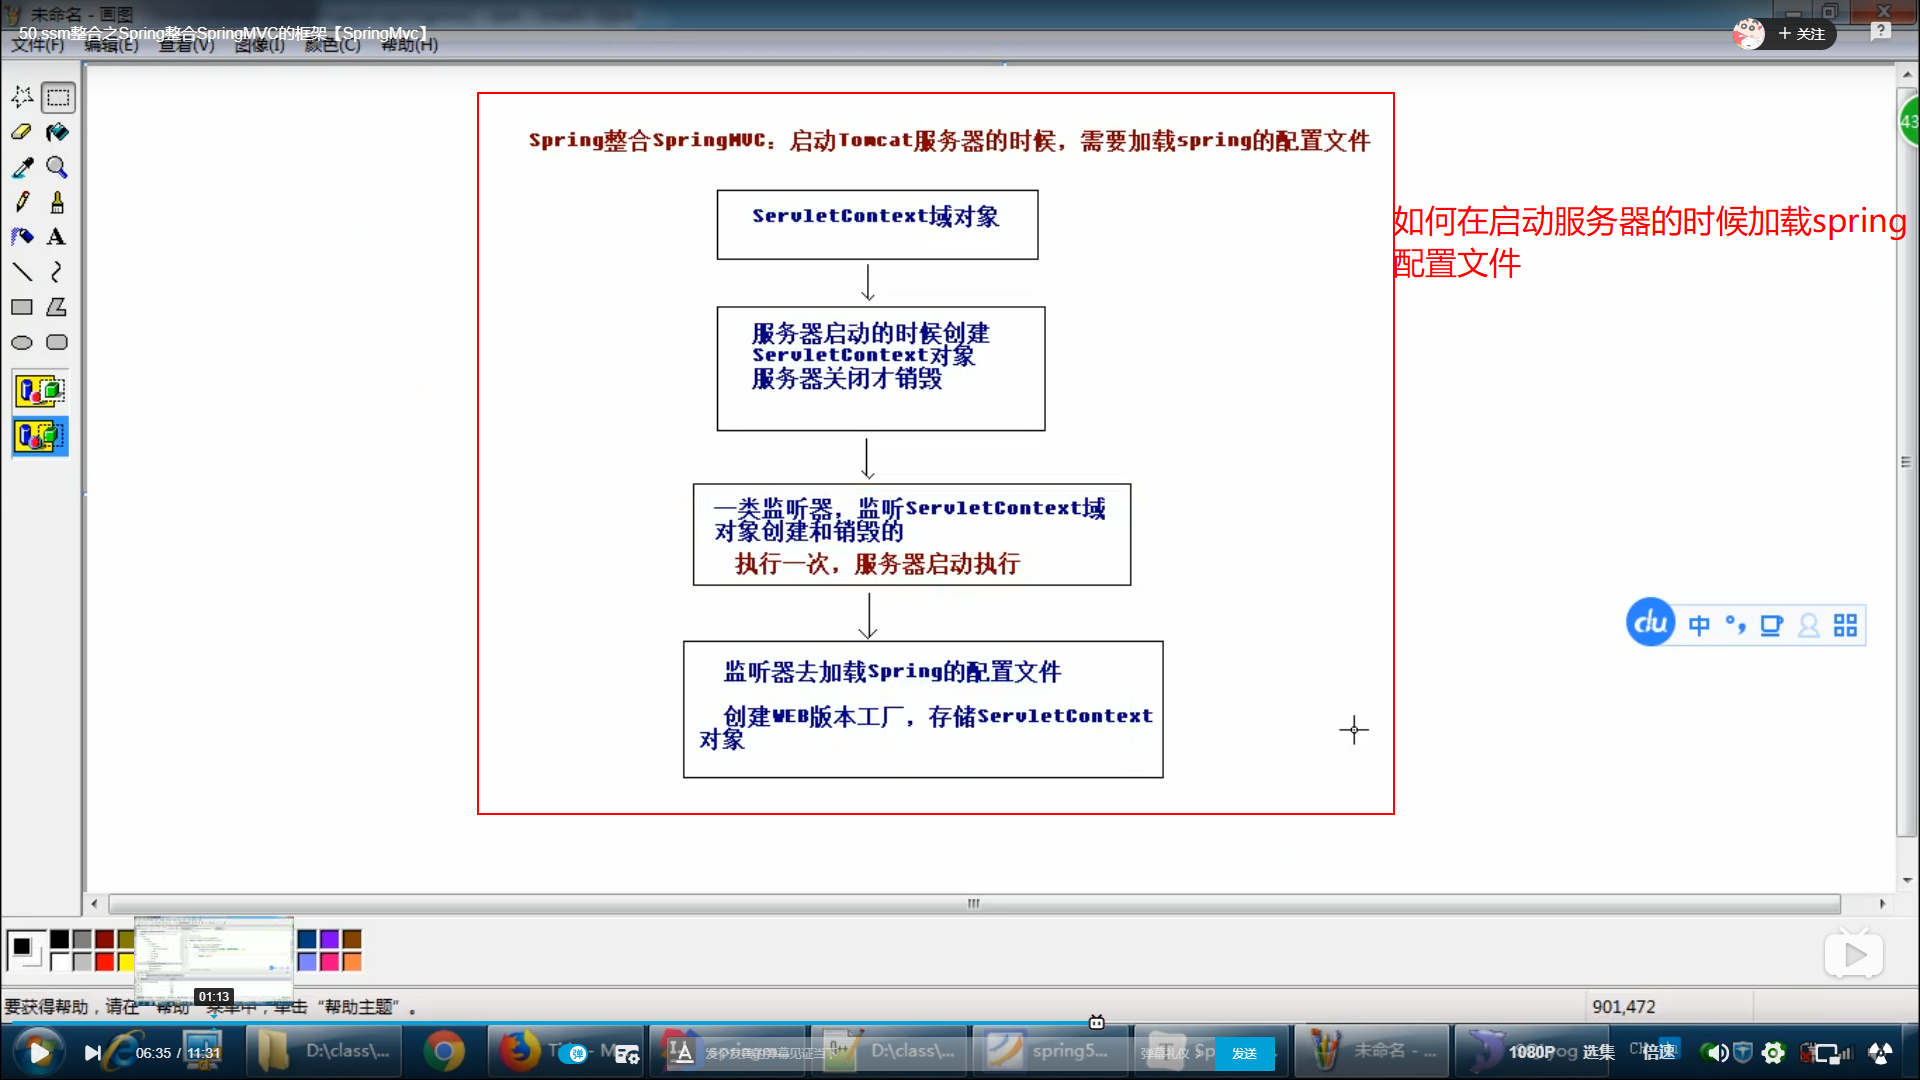 未命名 - 画图
50.ssm整合之Spring整合SpringMVC的框架【SpringMvc】
文件(F) 编辑(E) 查看(V) 图像(I) 颜色(C) 帮助(H)
+ 关注
?
43
Spring整合SpringMVC：启动Tomcat服务器的时候，需要加载spring的配置文件
ServletContext域对象
如何在启动服务器的时候加载spring
配置文件
服务器启动的时候创建
ServletContext对象
服务器关闭才销毁
一类监听器，监听ServletContext域
对象创建和销毁的
执行一次，服务器启动执行
du 中
监听器去加载Spring的配置文件
创建WEB版本工厂，存储ServletContext
对象
01:13
要获得帮助，请在“帮助”菜单中，单击“帮助主题”。
901,472
06:35 / 11:31
D:\class\...
弹
D:\class\...
spring5...
弹幕礼仪 >
发送
未命名 - ...
1080P
选集
倍速